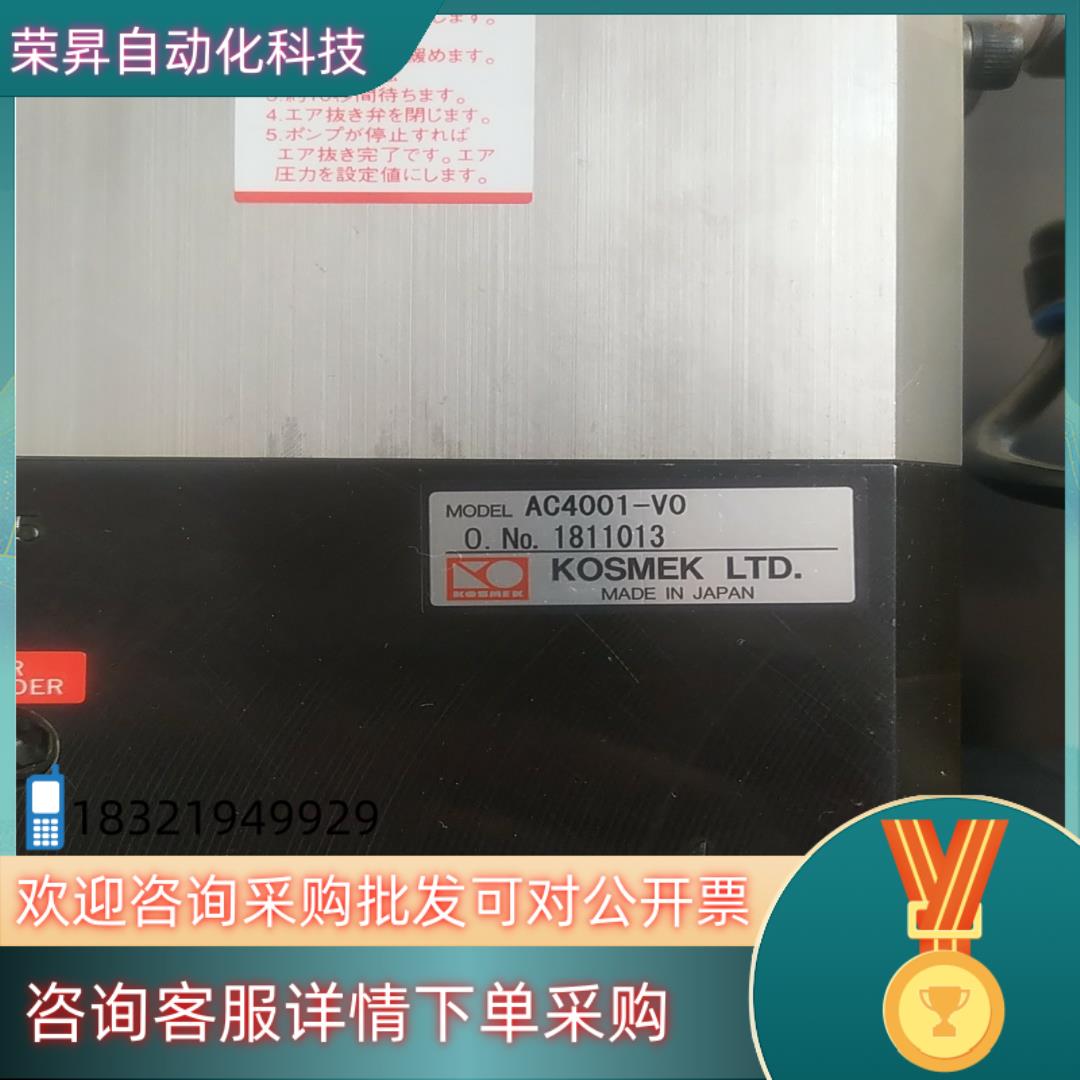 荣昇自动化科技
します。
緩めます。
3.約10秒間待ちます。
4.エア抜き弁を閉じます。
5.ポンプが停止すれば
エア抜き完了です。エア
圧力を設定値にします。
MODEL AC4001-V0
O. No. 1811013
KOSMEK LTD.
KOSMEK
MADE IN JAPAN
R
DER
18321949929
欢迎咨询采购批发可对公开票
咨询客服详情下单采购